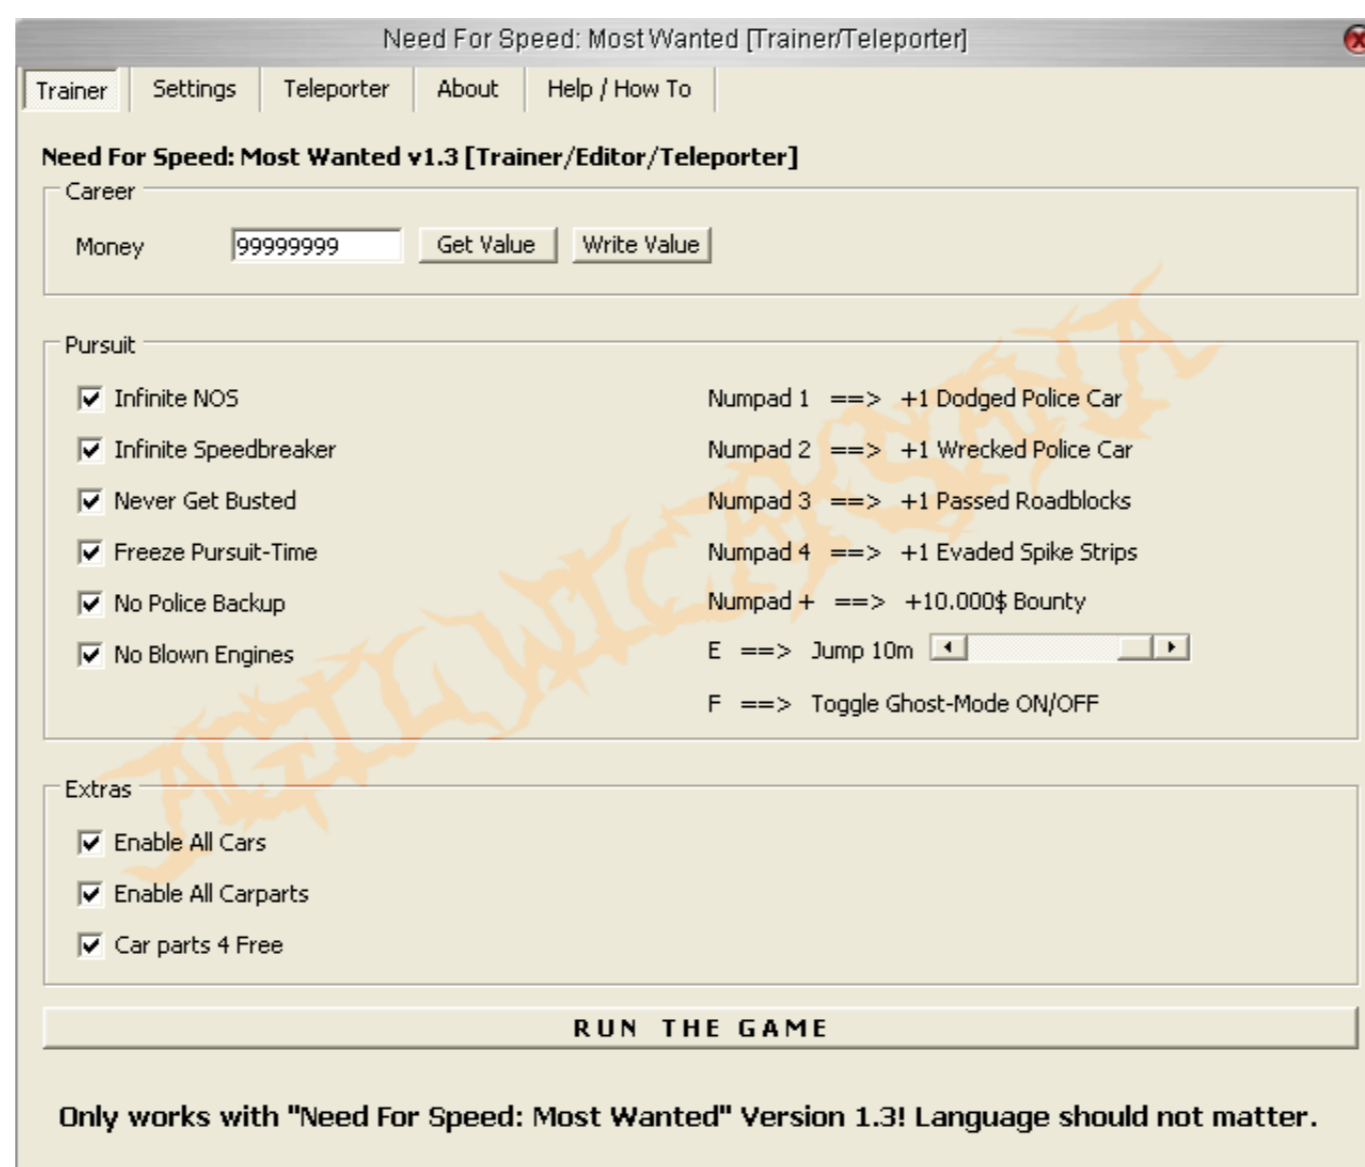 Need For Speed: Most Wanted [Trainer/Teleporter]
Trainer Settings Teleporter About Help / How To
Need For Speed: Most Wanted v1.3 [Trainer/Editor/Teleporter]
Career
Money 99999999 Get Value Write Value
Pursuit
Infinite NOS Numpad 1 ==> +1 Dodged Police Car
Infinite Speedbreaker Numpad 2 ==> +1 Wrecked Police Car
Never Get Busted Numpad 3 ==> +1 Passed Roadblocks
Freeze Pursuit-Time Numpad 4 ==> +1 Evaded Spike Strips
No Police Backup Numpad + ==> +10.000$ Bounty
No Blown Engines E ==> Jump 10m
F ==> Toggle Ghost-Mode ON/OFF
AGILWICAKSANA
Extras
Enable All Cars
Enable All Carparts
Car parts 4 Free
RUN THE GAME
Only works with "Need For Speed: Most Wanted" Version 1.3! Language should not matter.